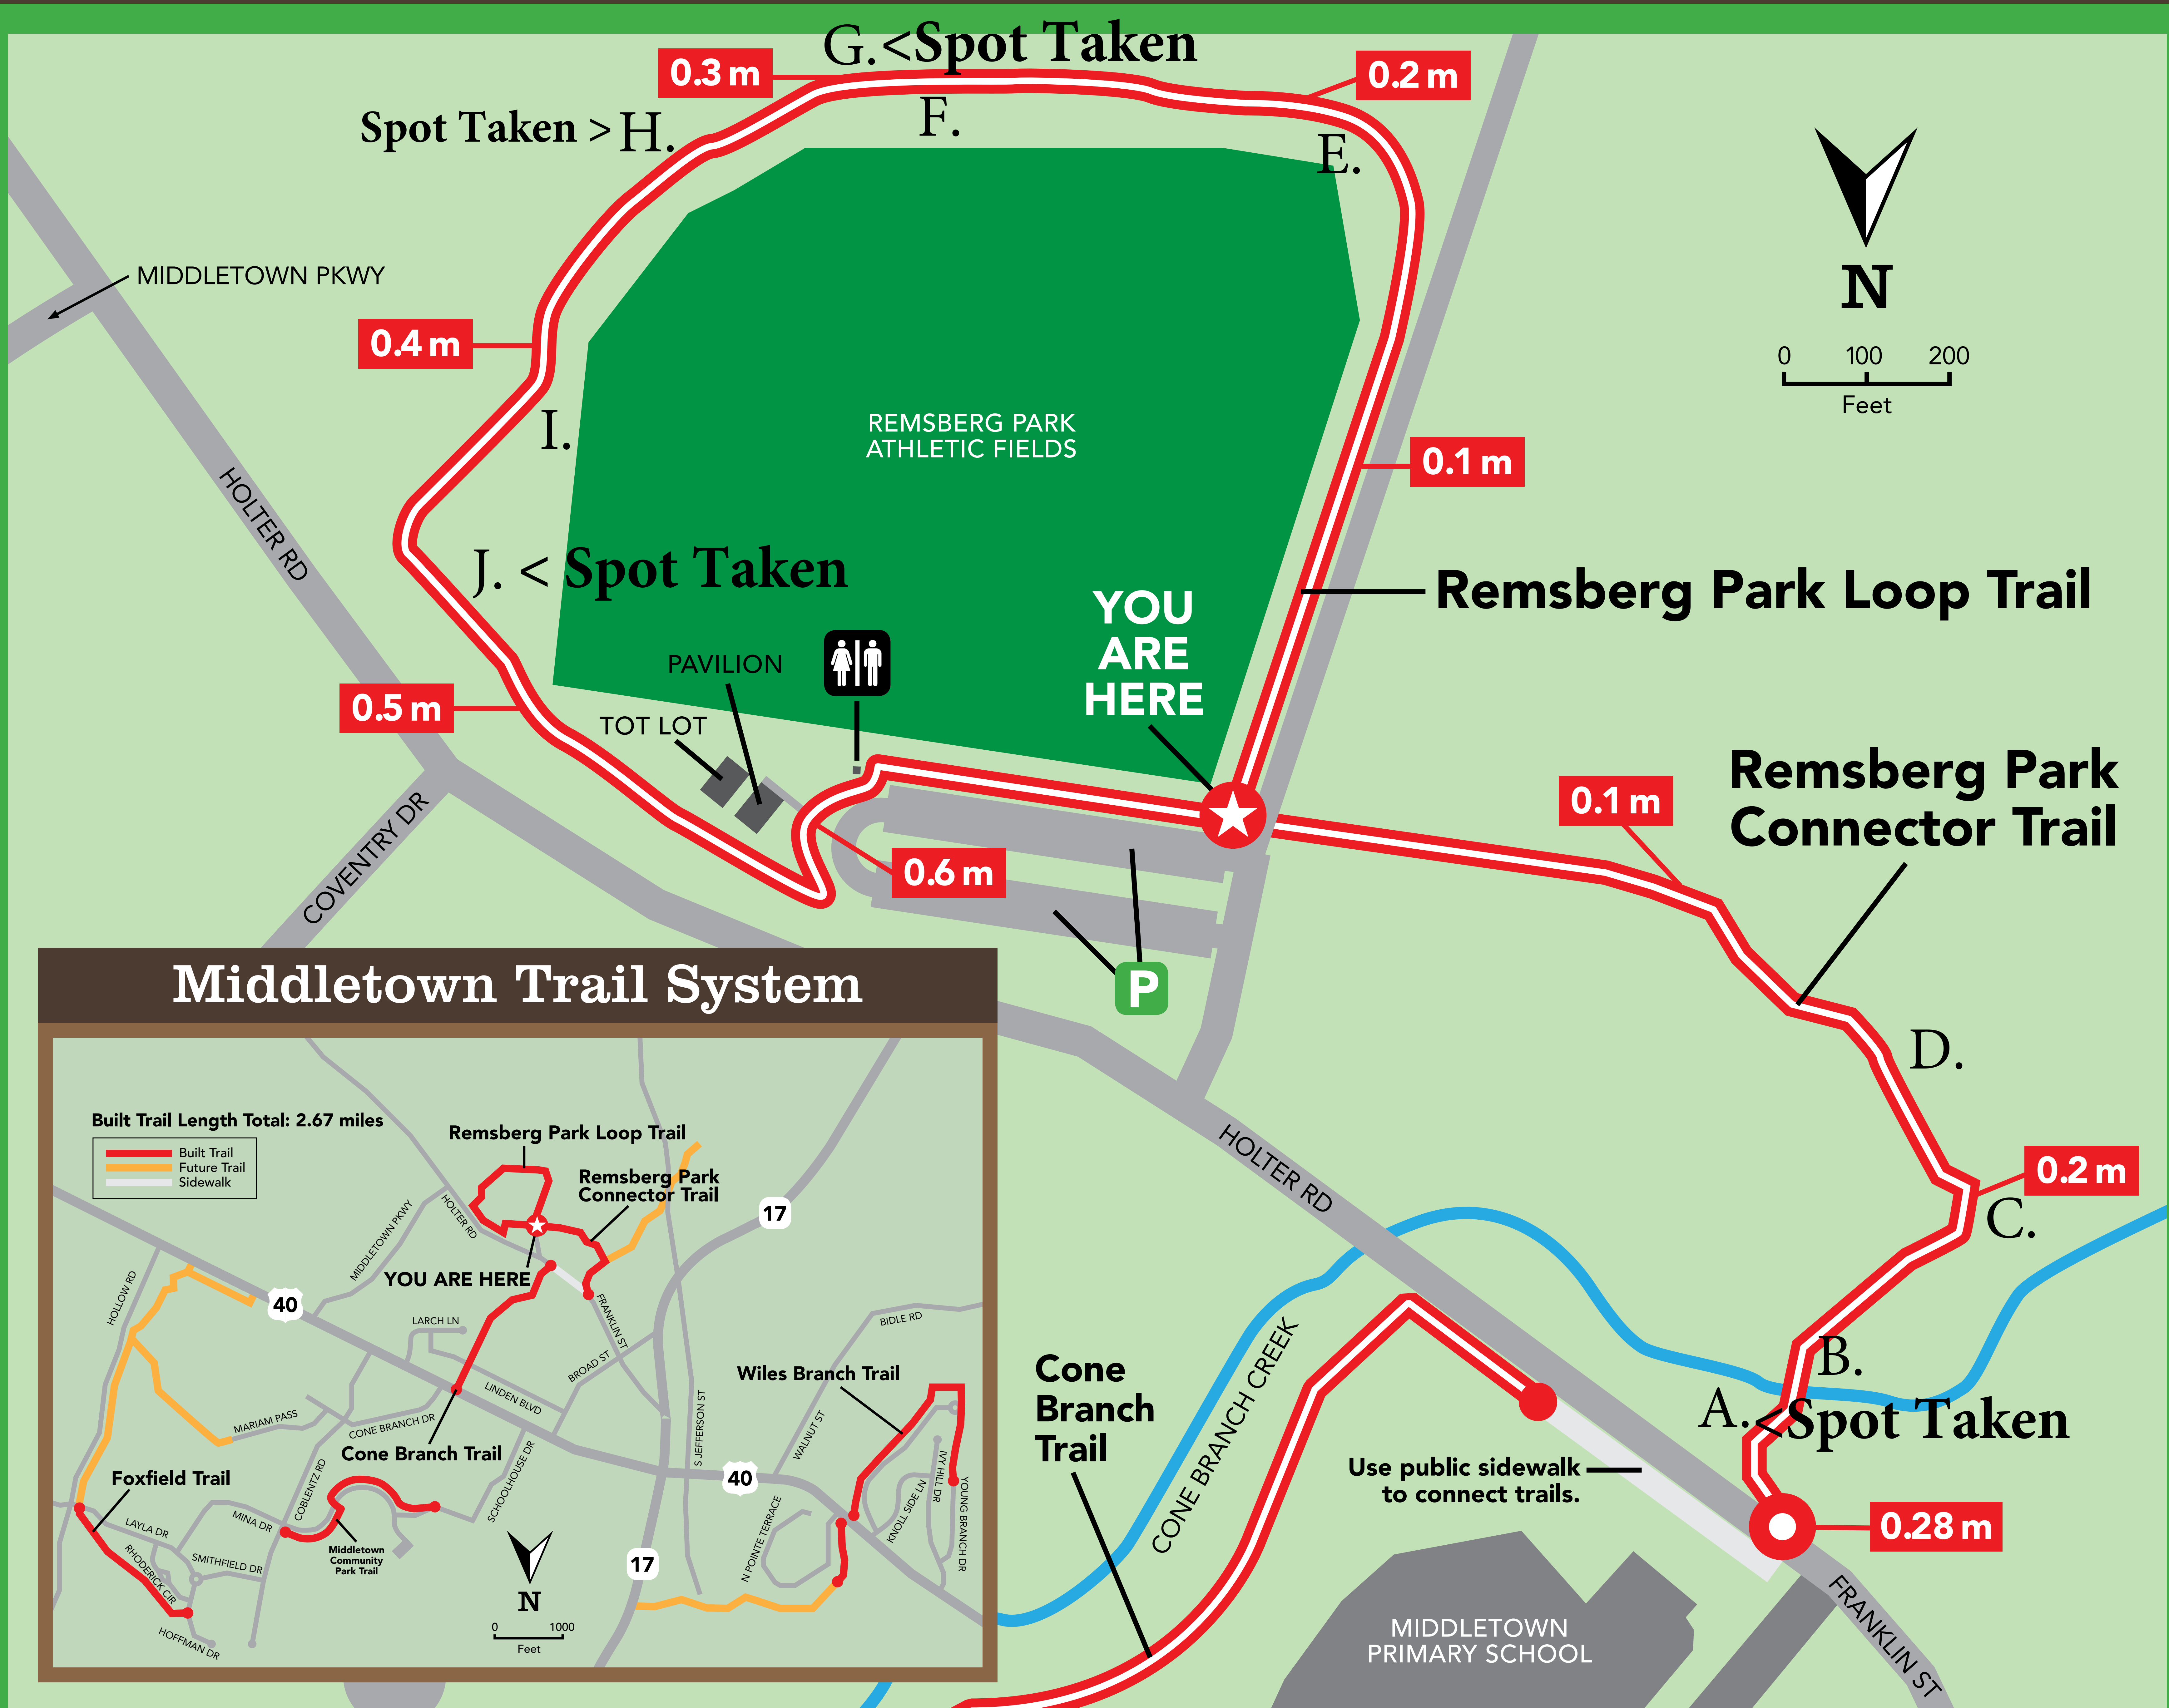 G.<Spot Taken
0.3 m
0.2 m
Spot Taken >H.
F.
E.
N
0 100 200
Feet
MIDDLETOWN PKWY
0.4 m
I.
REMSBERG PARK
ATHLETIC FIELDS
0.1 m
HOLTER RD
J. < Spot Taken
YOU
ARE
HERE
Remsberg Park Loop Trail
PAVILION
TOT LOT
0.5 m
COVENTRY DR
0.6 m
0.1 m
Remsberg Park
Connector Trail
P
D.
0.2 m
C.
HOLTER RD
B.
A.<Spot Taken
Cone
Branch
Trail
CONE BRANCH CREEK
Use public sidewalk
to connect trails.
0.28 m
MIDDLETOWN
PRIMARY SCHOOL
FRANKLIN ST
Middletown Trail System
Built Trail Length Total: 2.67 miles
Built Trail
Future Trail
Sidewalk
Remsberg Park Loop Trail
Remsberg Park
Connector Trail
17
MIDDLETOWN PKWY
HOLTER RD
YOU ARE HERE
HOLLOW RD
40
LARCH LN
FRANKLIN ST
BIDLE RD
BROAD ST
LINDEN BLVD
Wiles Branch Trail
MARIAM PASS
CONE BRANCH DR
Cone Branch Trail
S JEFFERSON ST
WALNUT ST
Foxfield Trail
COBLENTZ RD
SCHOOLHOUSE DR
40
KNOLL SIDE LN
IVY HILL DR
YOUNG BRANCH DR
LAYLA DR
MINA DR
Middletown
Community
Park Trail
N POINTE TERRACE
RHODERICK CIR
SMITHFIELD DR
17
N
0 1000
Feet
HOFFMAN DR